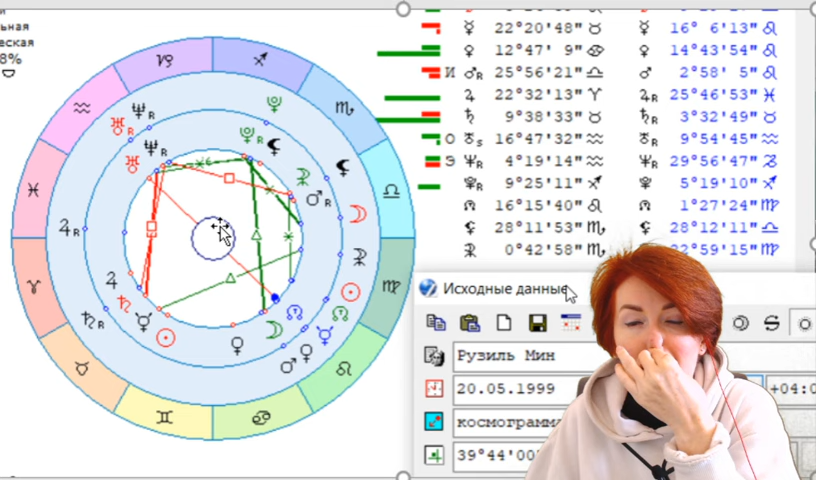 и
ьная
еская
8%
22°20'48"♉ ☿ 16° 6'13"♌
♀ 12°47' 9"♋ ♀ 14°43'54"♌
И ♂R 25°56'21"♎ ♂ 2°58' 5"♌
♃ 22°32'13"♈ ♃R 25°46'53"♓
♄ 9°38'33"♉ ♄R 3°32'49"♉
О ♅S 16°47'32"♒ ♅R 9°54'45"♒
Э ♆R 4°19'14"♒ ♆R 29°56'47"♑
R 9°25'11"♐ R 5°19'10"♐
☊ 16°15'40"♌ ☊ 1°27'24"♍
⚸ 28°11'53"♏ ⚸ 28°12'11"♎
0°42'58"♏ 22°59'15"♍
Исходные данные
Рузиль Мин
20.05.1999 +04:0
космограмм
39°44'00